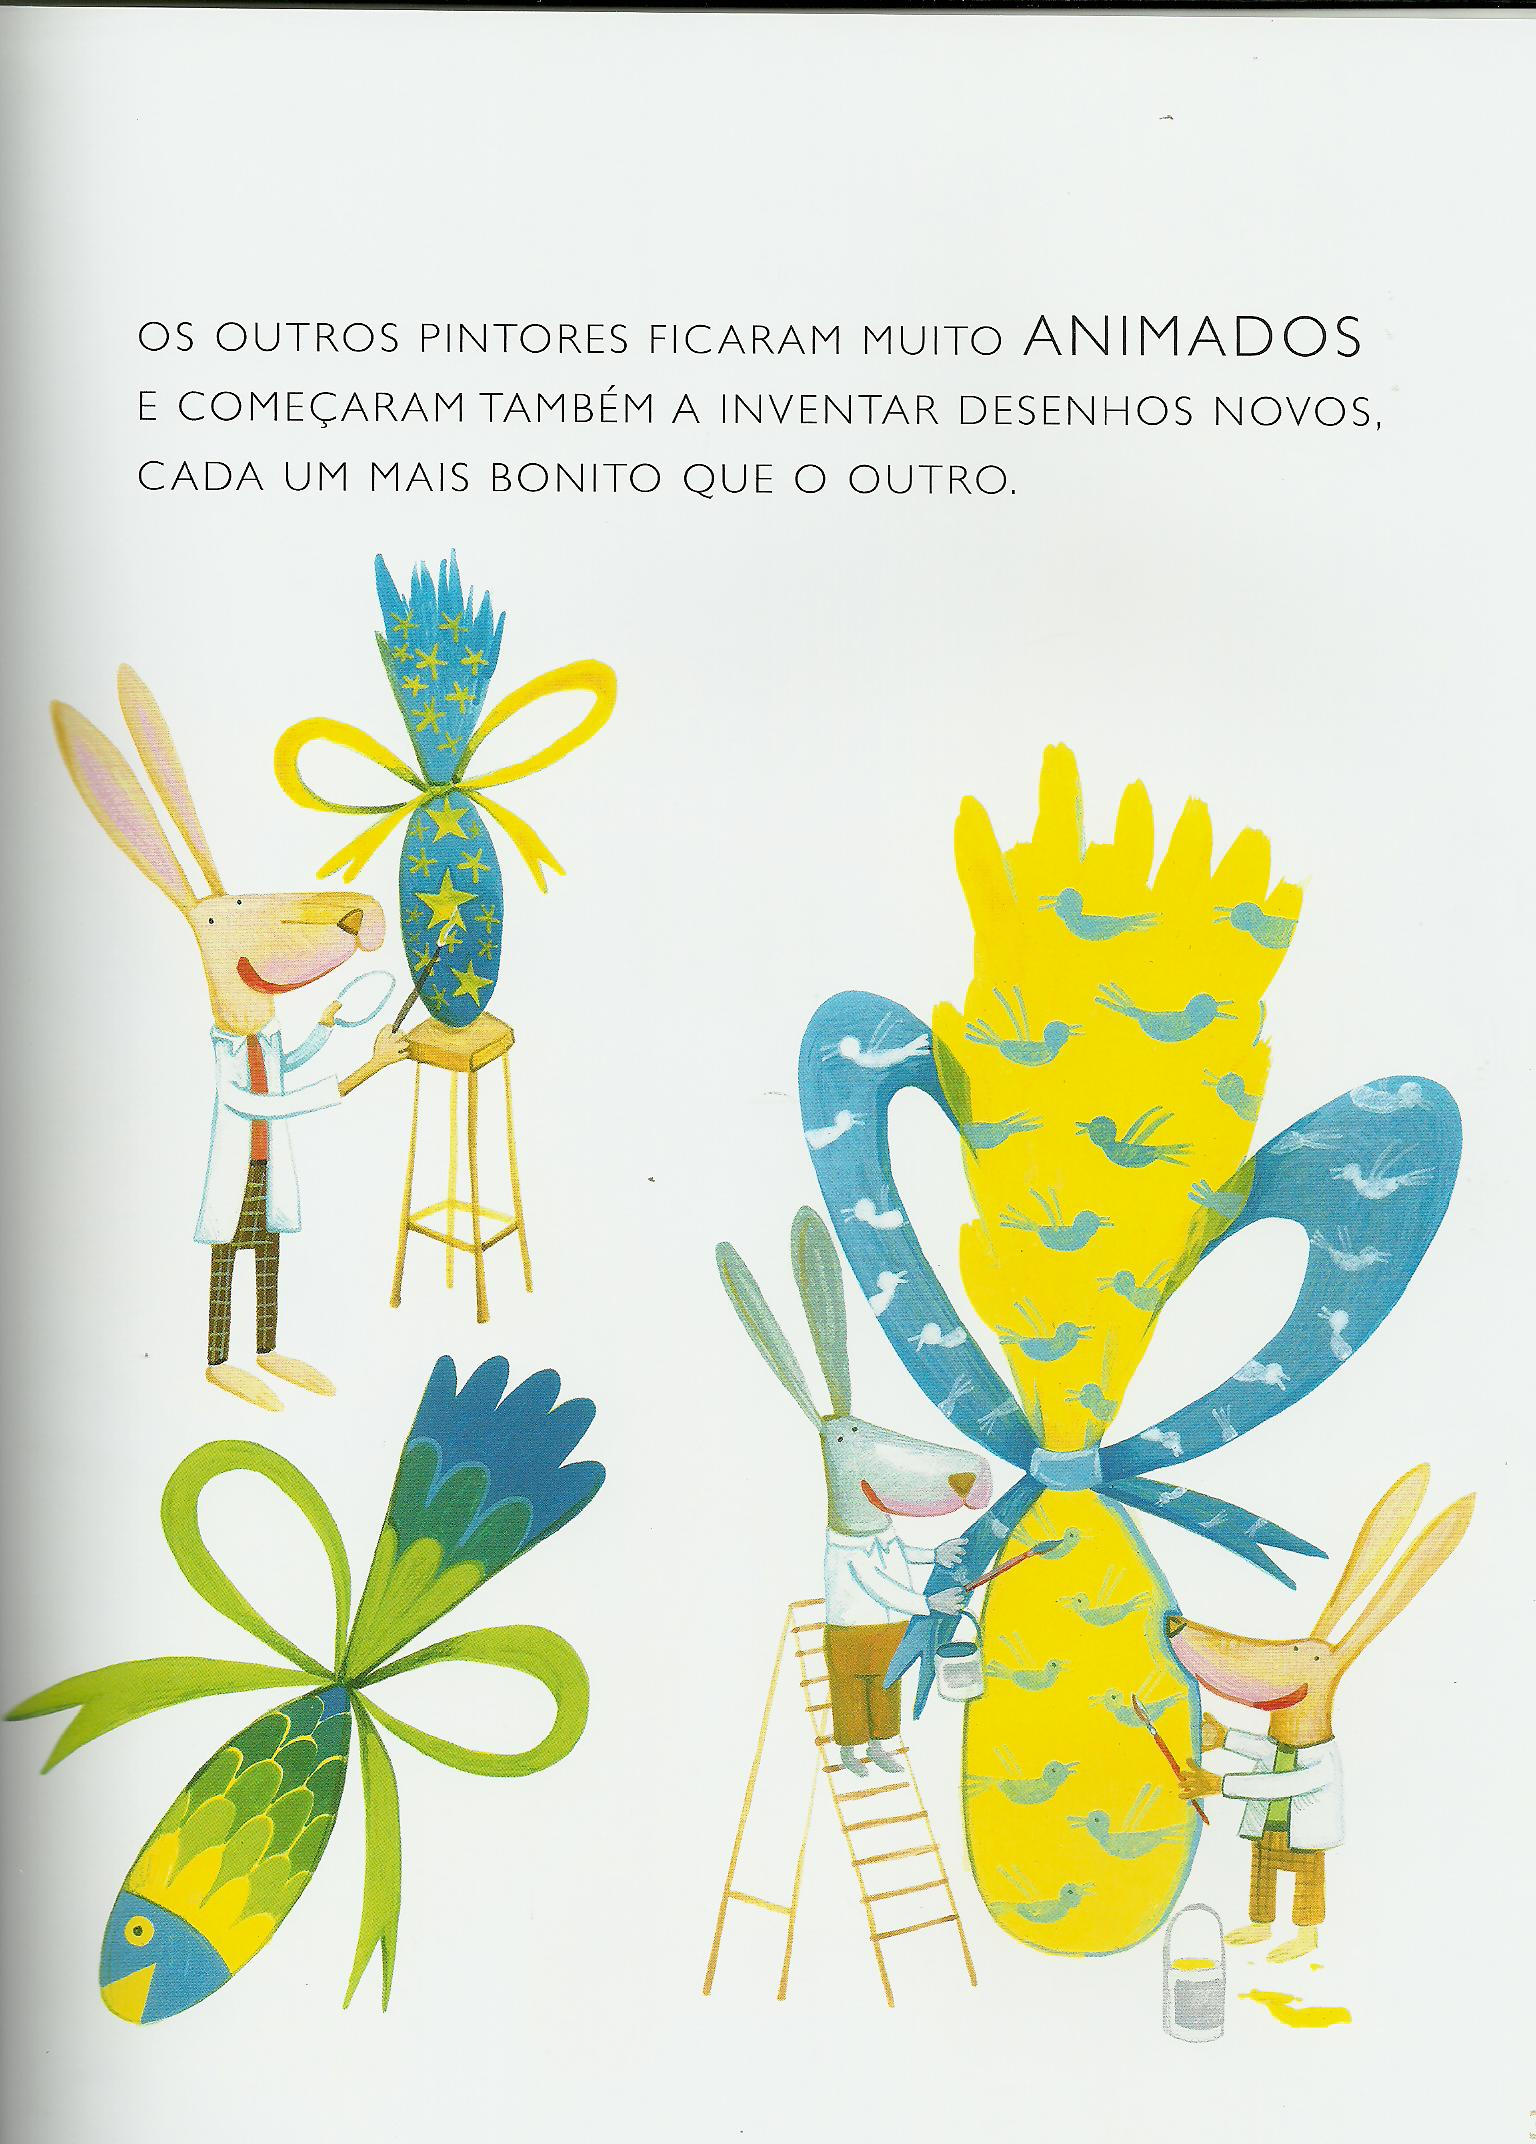 OS OUTROS PINTORES FICARAM MUITO ANIMADOS
E COMEÇARAM TAMBÉM A INVENTAR DESENHOS NOVOS,
CADA UM MAIS BONITO QUE O OUTRO.